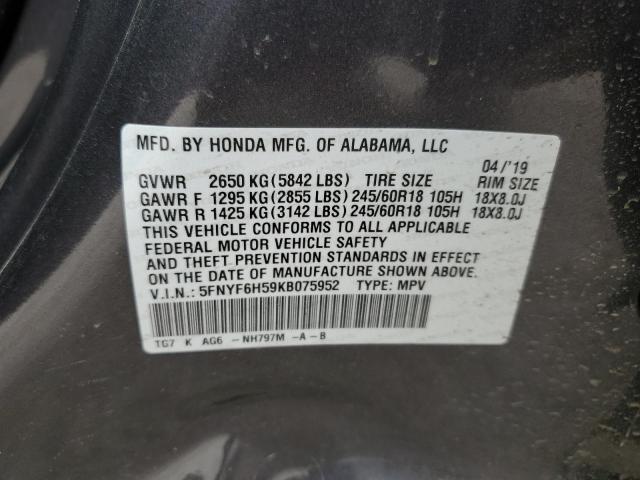 MFD. BY HONDA MFG. OF ALABAMA, LLC
04/'19
GVWR 2650 KG(5842 LBS) TIRE SIZE RIM SIZE
GAWR F 1295 KG(2855 LBS)245/60R18 105H 18X8.0J
GAWR R 1425 KG(3142 LBS)245/60R18 105H 18X8.0J
THIS VEHICLE CONFORMS TO ALL APPLICABLE
FEDERAL MOTOR VEHICLE SAFETY
AND THEFT PREVENTION STANDARDS IN EFFECT
ON THE DATE OF MANUFACTURE SHOWN ABOVE.
V.I.N.: 5FNYF6H59KB075952 TYPE: MPV
TG7 K AG6 -NH797M -A-B